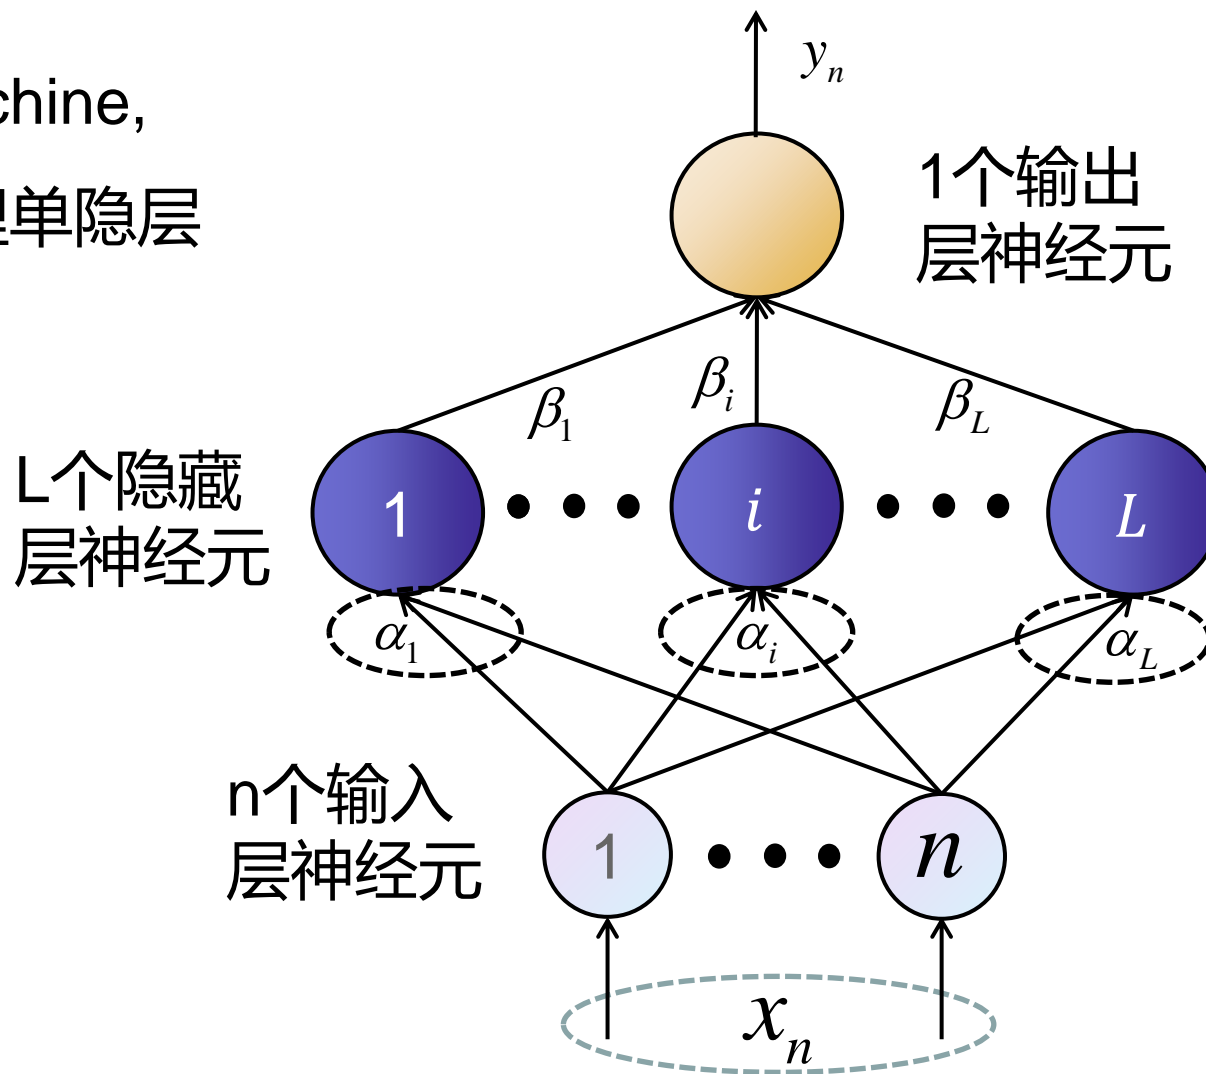 chine,
理单隐层
y_n
1个输出
层神经元
β_1
β_i
β_L
L个隐藏
层神经元
1
i
L
α_1
α_i
α_L
n个输入
层神经元
1
n
x_n